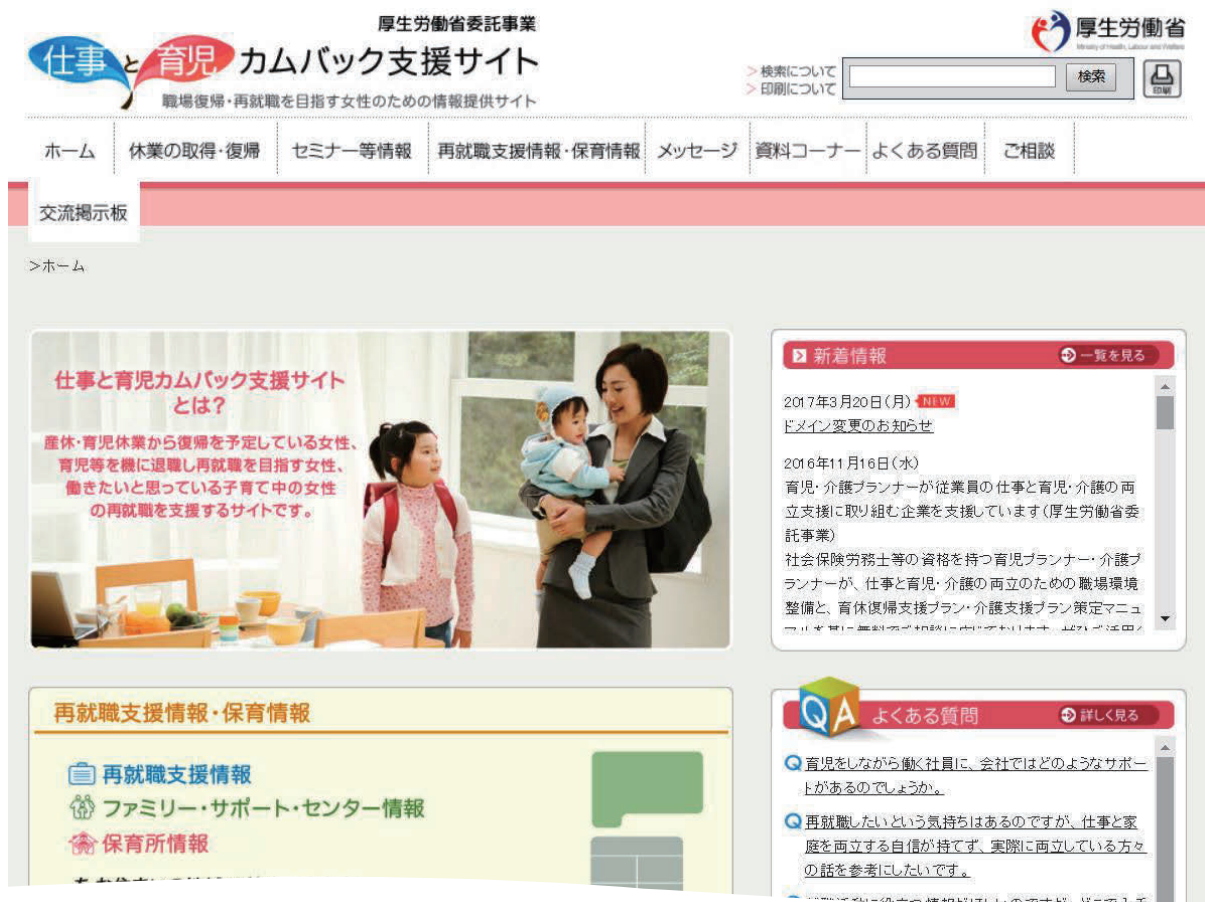 厚生労働省委託事業
仕事と育児カムバック支援サイト
職場復帰・再就職を目指す女性のための情報提供サイト
厚生労働省
Ministry of Health, Labour and Welfare
>検索について
>印刷について
検索
印刷
ホーム
休業の取得・復帰
セミナー等情報
再就職支援情報・保育情報
メッセージ
資料コーナー
よくある質問
ご相談
交流掲示板
>ホーム
仕事と育児カムバック支援サイト
とは?
産休・育児休業から復帰を予定している女性、
育児等を機に退職し再就職を目指す女性、
働きたいと思っている子育て中の女性
の再就職を支援するサイトです。
新着情報
一覧を見る
2017年3月20日(月) NEW
ドメイン変更のお知らせ
2016年11月16日(水)
育児・介護プランナーが従業員の仕事と育児・介護の両
立支援に取り組む企業を支援しています(厚生労働省委
託事業)
社会保険労務士等の資格を持つ育児プランナー・介護プ
ランナーが、仕事と育児・介護の両立のための職場環境
整備と、育休復帰支援プラン・介護支援プラン策定マニュ
再就職支援情報・保育情報
再就職支援情報
ファミリー・サポート・センター情報
保育所情報
QA
よくある質問
詳しく見る
Q 育児をしながら働く社員に、会社ではどのようなサポー
トがあるのでしょうか。
Q 再就職したいという気持ちはあるのですが、仕事と家
庭を両立する自信が持てず、実際に両立している方々
の話を参考にしたいです。